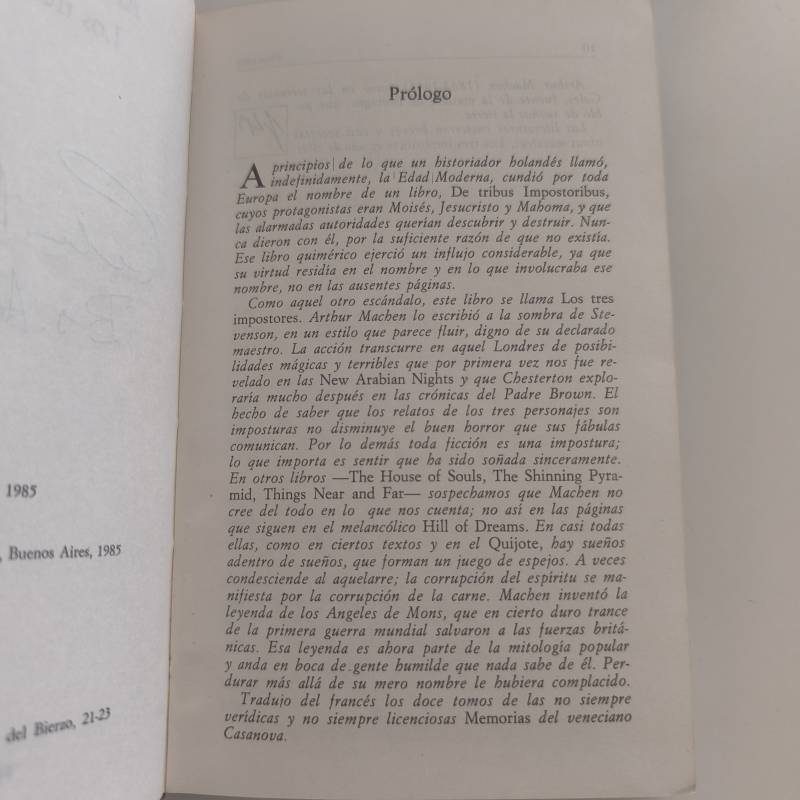 1985
, Buenos Aires, 1985
del Bierzo, 21-23
Prólogo
A principios de lo que un historiador holandés llamó,
indefinidamente, la Edad Moderna, cundió por toda
Europa el nombre de un libro, De tribus Impostoribus,
cuyos protagonistas eran Moisés, Jesucristo y Mahoma, y que
las alarmadas autoridades querían descubrir y destruir. Nun-
ca dieron con él, por la suficiente razón de que no existía.
Ese libro quimérico ejerció un influjo considerable, ya que
su virtud residía en el nombre y en lo que involucraba ese
nombre, no en las ausentes páginas.
Como aquel otro escándalo, este libro se llama Los tres
impostores. Arthur Machen lo escribió a la sombra de Ste-
venson, en un estilo que parece fluir, digno de su declarado
maestro. La acción transcurre en aquel Londres de posibi-
lidades mágicas y terribles que por primera vez nos fue re-
velado en las New Arabian Nights y que Chesterton explo-
raría mucho después en las crónicas del Padre Brown. El
hecho de saber que los relatos de los tres personajes son
imposturas no disminuye el buen horror que sus fábulas
comunican. Por lo demás toda ficción es una impostura;
lo que importa es sentir que ha sido soñada sinceramente.
En otros libros —The House of Souls, The Shinning Pyra-
mid, Things Near and Far— sospechamos que Machen no
cree del todo en lo que nos cuenta; no así en las páginas
que siguen en el melancólico Hill of Dreams. En casi todas
ellas, como en ciertos textos y en el Quijote, hay sueños
adentro de sueños, que forman un juego de espejos. A veces
condesciende al aquelarre; la corrupción del espíritu se ma-
nifiesta por la corrupción de la carne. Machen inventó la
leyenda de los Angeles de Mons, que en cierto duro trance
de la primera guerra mundial salvaron a las fuerzas britá-
nicas. Esa leyenda es ahora parte de la mitología popular
y anda en boca de gente humilde que nada sabe de él. Per-
durar más allá de su mero nombre le hubiera complacido.
Tradujo del francés los doce tomos de las no siempre
verídicas y no siempre licenciosas Memorias del veneciano
Casanova.